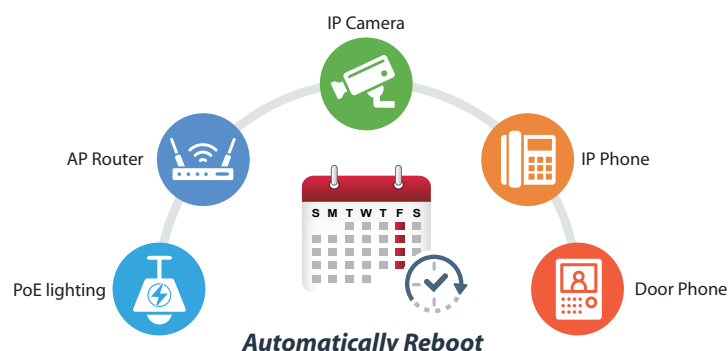 IP Camera
AP Router
IP Phone
S M T W T F S
PoE lighting
Door Phone
Automatically Reboot